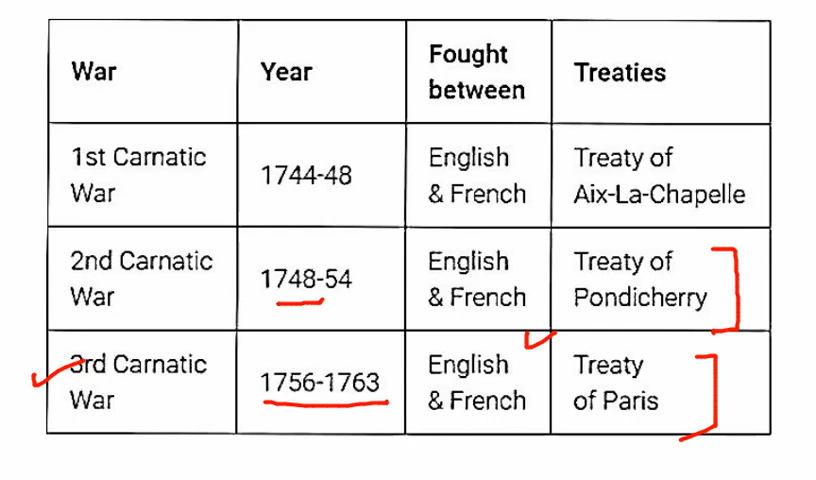 War
Year
Fought
between
Treaties
1st Carnatic
War
1744-48
English
& French
Treaty of
Aix-La-Chapelle
2nd Carnatic
War
1748-54
English
& French
Treaty of
Pondicherry
3rd Carnatic
War
1756-1763
English
& French
Treaty
of Paris